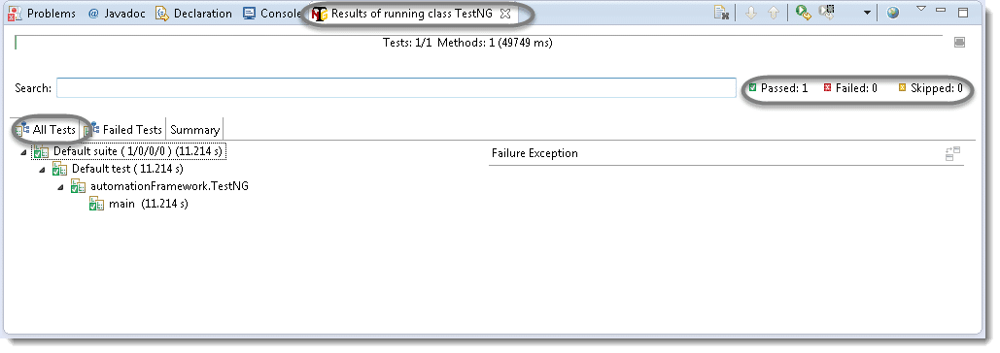 Problems @ Javadoc Declaration Console Results of running class TestNG
Tests: 1/1 Methods: 1 (49749 ms)
Search: Passed: 1 Failed: 0 Skipped: 0
All Tests Failed Tests Summary
Default suite ( 1/0/0/0 ) (11.214 s) Failure Exception
Default test ( 11.214 s)
automationFramework.TestNG
main (11.214 s)